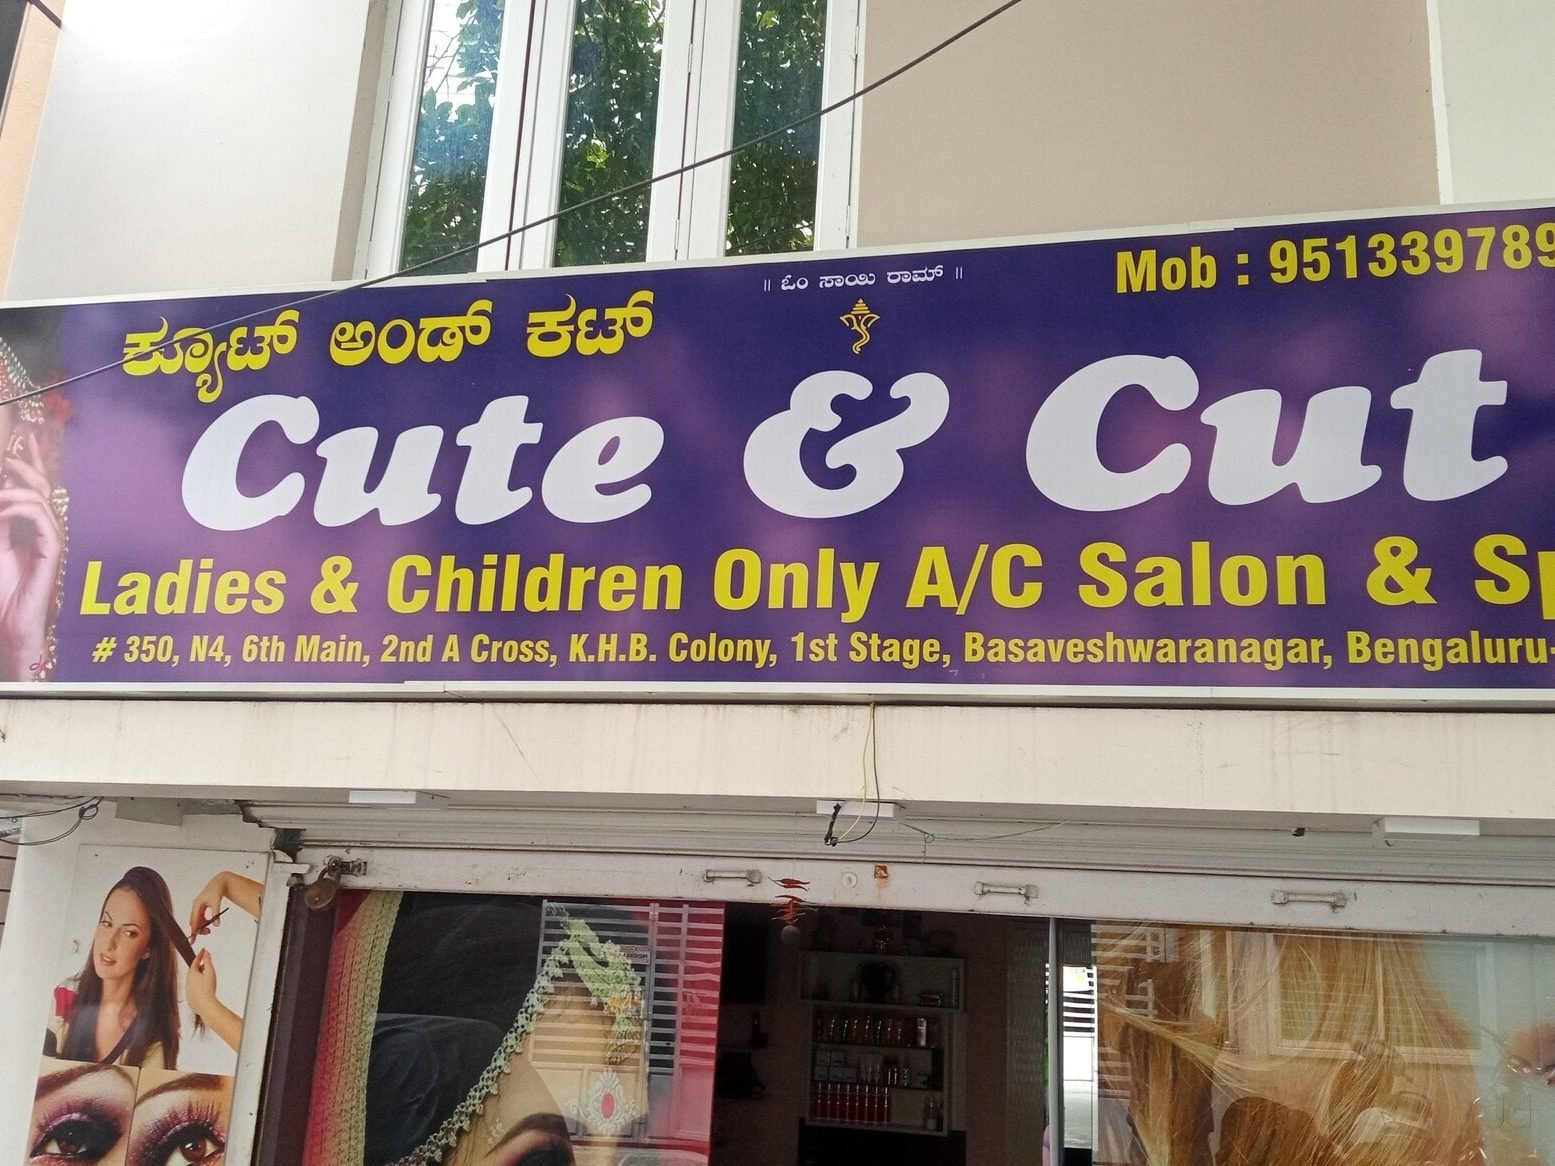 ॥ ಓಂ ಸಾಯಿ ರಾಮ್ ॥
Mob : 951339789
ಕ್ಯೂಟ್ ಅಂಡ್ ಕಟ್
Cute & Cut
Ladies & Children Only A/C Salon & Sp
# 350, N4, 6th Main, 2nd A Cross, K.H.B. Colony, 1st Stage, Basaveshwaranagar, Bengaluru-